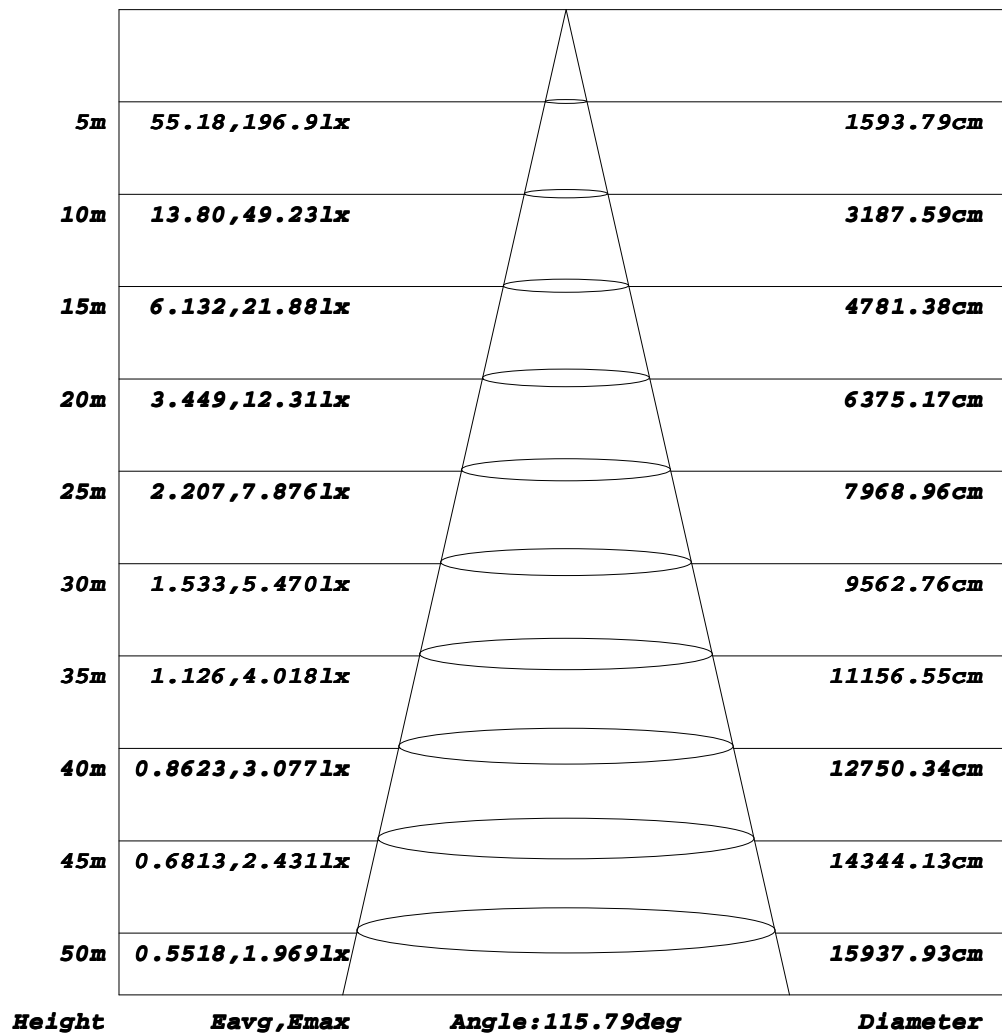 5m 55.18,196.9lx 1593.79cm
10m 13.80,49.23lx 3187.59cm
15m 6.132,21.88lx 4781.38cm
20m 3.449,12.31lx 6375.17cm
25m 2.207,7.876lx 7968.96cm
30m 1.533,5.470lx 9562.76cm
35m 1.126,4.018lx 11156.55cm
40m 0.8623,3.077lx 12750.34cm
45m 0.6813,2.431lx 14344.13cm
50m 0.5518,1.969lx 15937.93cm
Height Eavg,Emax Angle:115.79deg Diameter